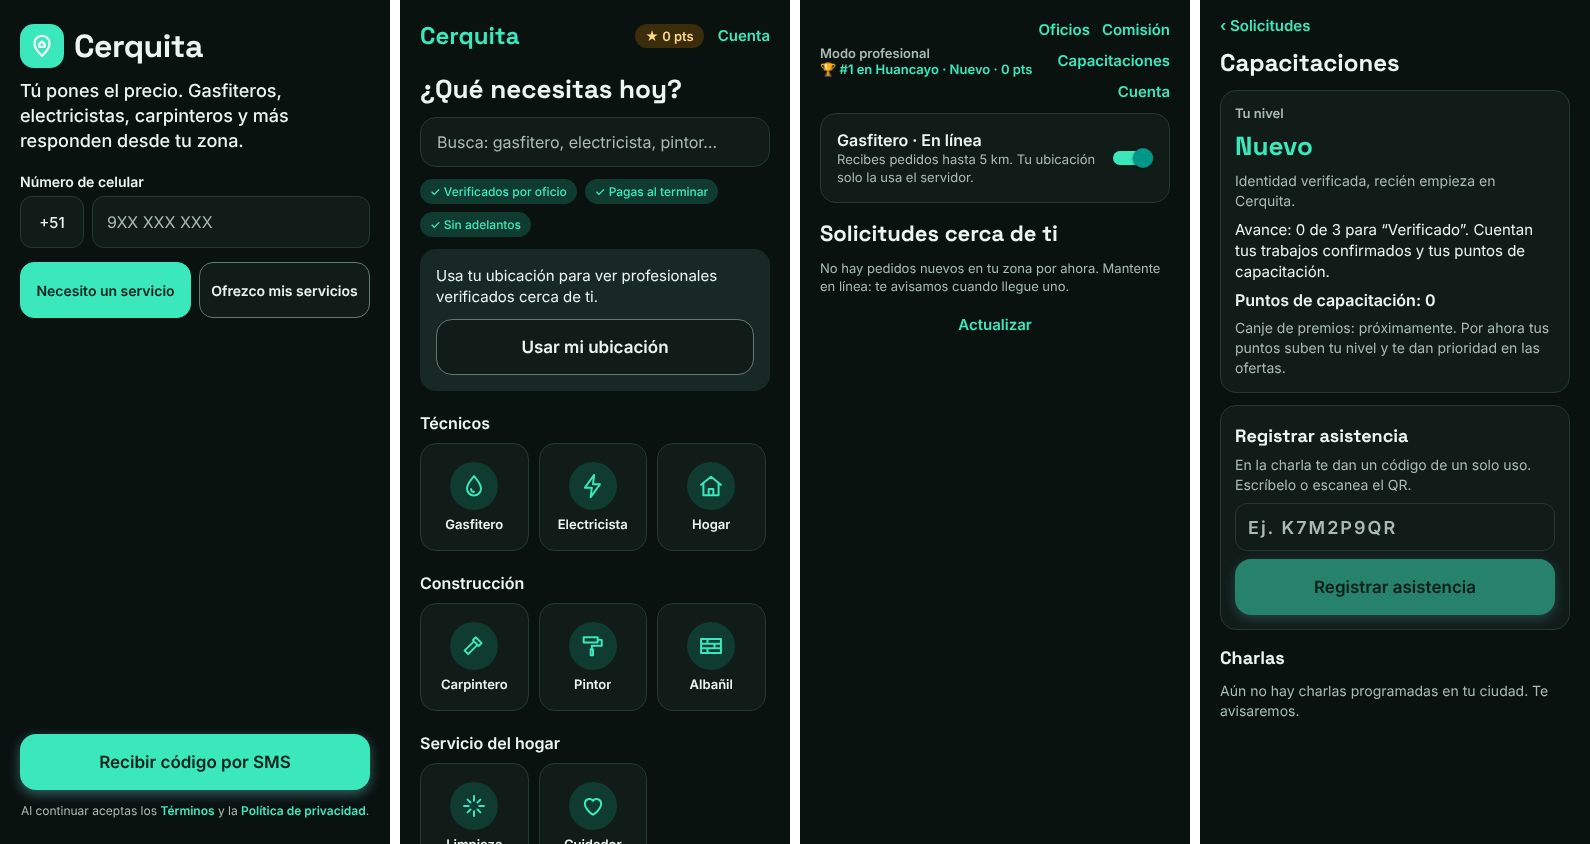 Cerquita
Tú pones el precio. Gasfiteros,
electricistas, carpinteros y más
responden desde tu zona.
Número de celular
+51
9XX XXX XXX
Necesito un servicio
Ofrezco mis servicios
Recibir código por SMS
Al continuar aceptas los Términos y la Política de privacidad.
Cerquita
★ 0 pts
Cuenta
¿Qué necesitas hoy?
Busca: gasfitero, electricista, pintor...
✓ Verificados por oficio
✓ Pagas al terminar
✓ Sin adelantos
Usa tu ubicación para ver profesionales
verificados cerca de ti.
Usar mi ubicación
Técnicos
Gasfitero
Electricista
Hogar
Construcción
Carpintero
Pintor
Albañil
Servicio del hogar
Limpieza
Cuidador
Oficios
Comisión
Modo profesional
🏆 #1 en Huancayo · Nuevo · 0 pts
Capacitaciones
Cuenta
Gasfitero · En línea
Recibes pedidos hasta 5 km. Tu ubicación
solo la usa el servidor.
Solicitudes cerca de ti
No hay pedidos nuevos en tu zona por ahora. Mantente
en línea: te avisamos cuando llegue uno.
Actualizar
‹ Solicitudes
Capacitaciones
Tu nivel
Nuevo
Identidad verificada, recién empieza en
Cerquita.
Avance: 0 de 3 para “Verificado”. Cuentan
tus trabajos confirmados y tus puntos de
capacitación.
Puntos de capacitación: 0
Canje de premios: próximamente. Por ahora tus
puntos suben tu nivel y te dan prioridad en las
ofertas.
Registrar asistencia
En la charla te dan un código de un solo uso.
Escríbelo o escanea el QR.
Ej. K7M2P9QR
Registrar asistencia
Charlas
Aún no hay charlas programadas en tu ciudad. Te
avisaremos.